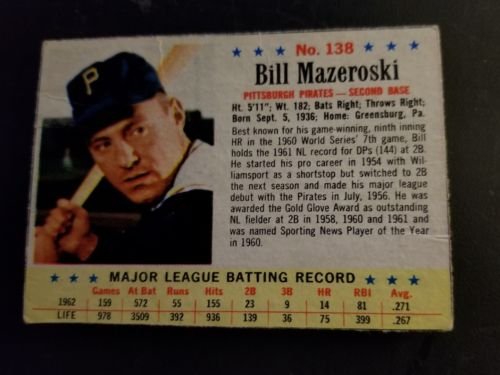 P
★ ★ ★ ★ No. 138 ★ ★ ★
Bill Mazeroski
PITTSBURGH PIRATES — SECOND BASE
Ht. 5'11"; Wt. 182; Bats Right; Throws Right;
Born Sept. 5, 1936; Home: Greensburg, Pa.
Best known for his game-winning, ninth inning
HR in the 1960 World Series' 7th game, Bill
holds the 1961 NL record for DPs (144) at 2B.
He started his pro career in 1954 with Wil-
liamsport as a shortstop but switched to 2B
the next season and made his major league
debut with the Pirates in July, 1956. He was
awarded the Gold Glove Award as outstanding
NL fielder at 2B in 1958, 1960 and 1961 and
was named Sporting News Player of the Year
in 1960.
★ ★ ★ MAJOR LEAGUE BATTING RECORD ★ ★ ★
Games At Bat Runs Hits 2B 3B HR RBI Avg.
1962 159 572 55 155 23 9 14 81 .271
LIFE 978 3509 392 936 139 36 75 399 .267